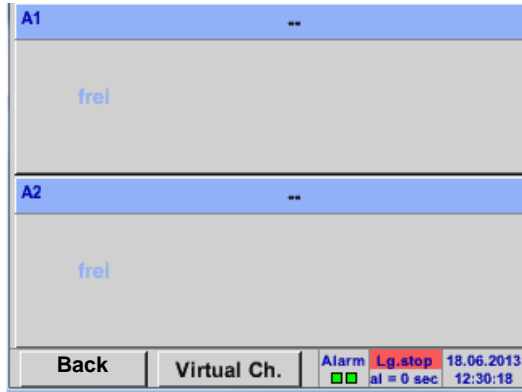 A1 --
frei
A2 --
frei
Back Virtual Ch. Alarm Lg.stop 18.06.2013
al = 0 sec 12:30:18